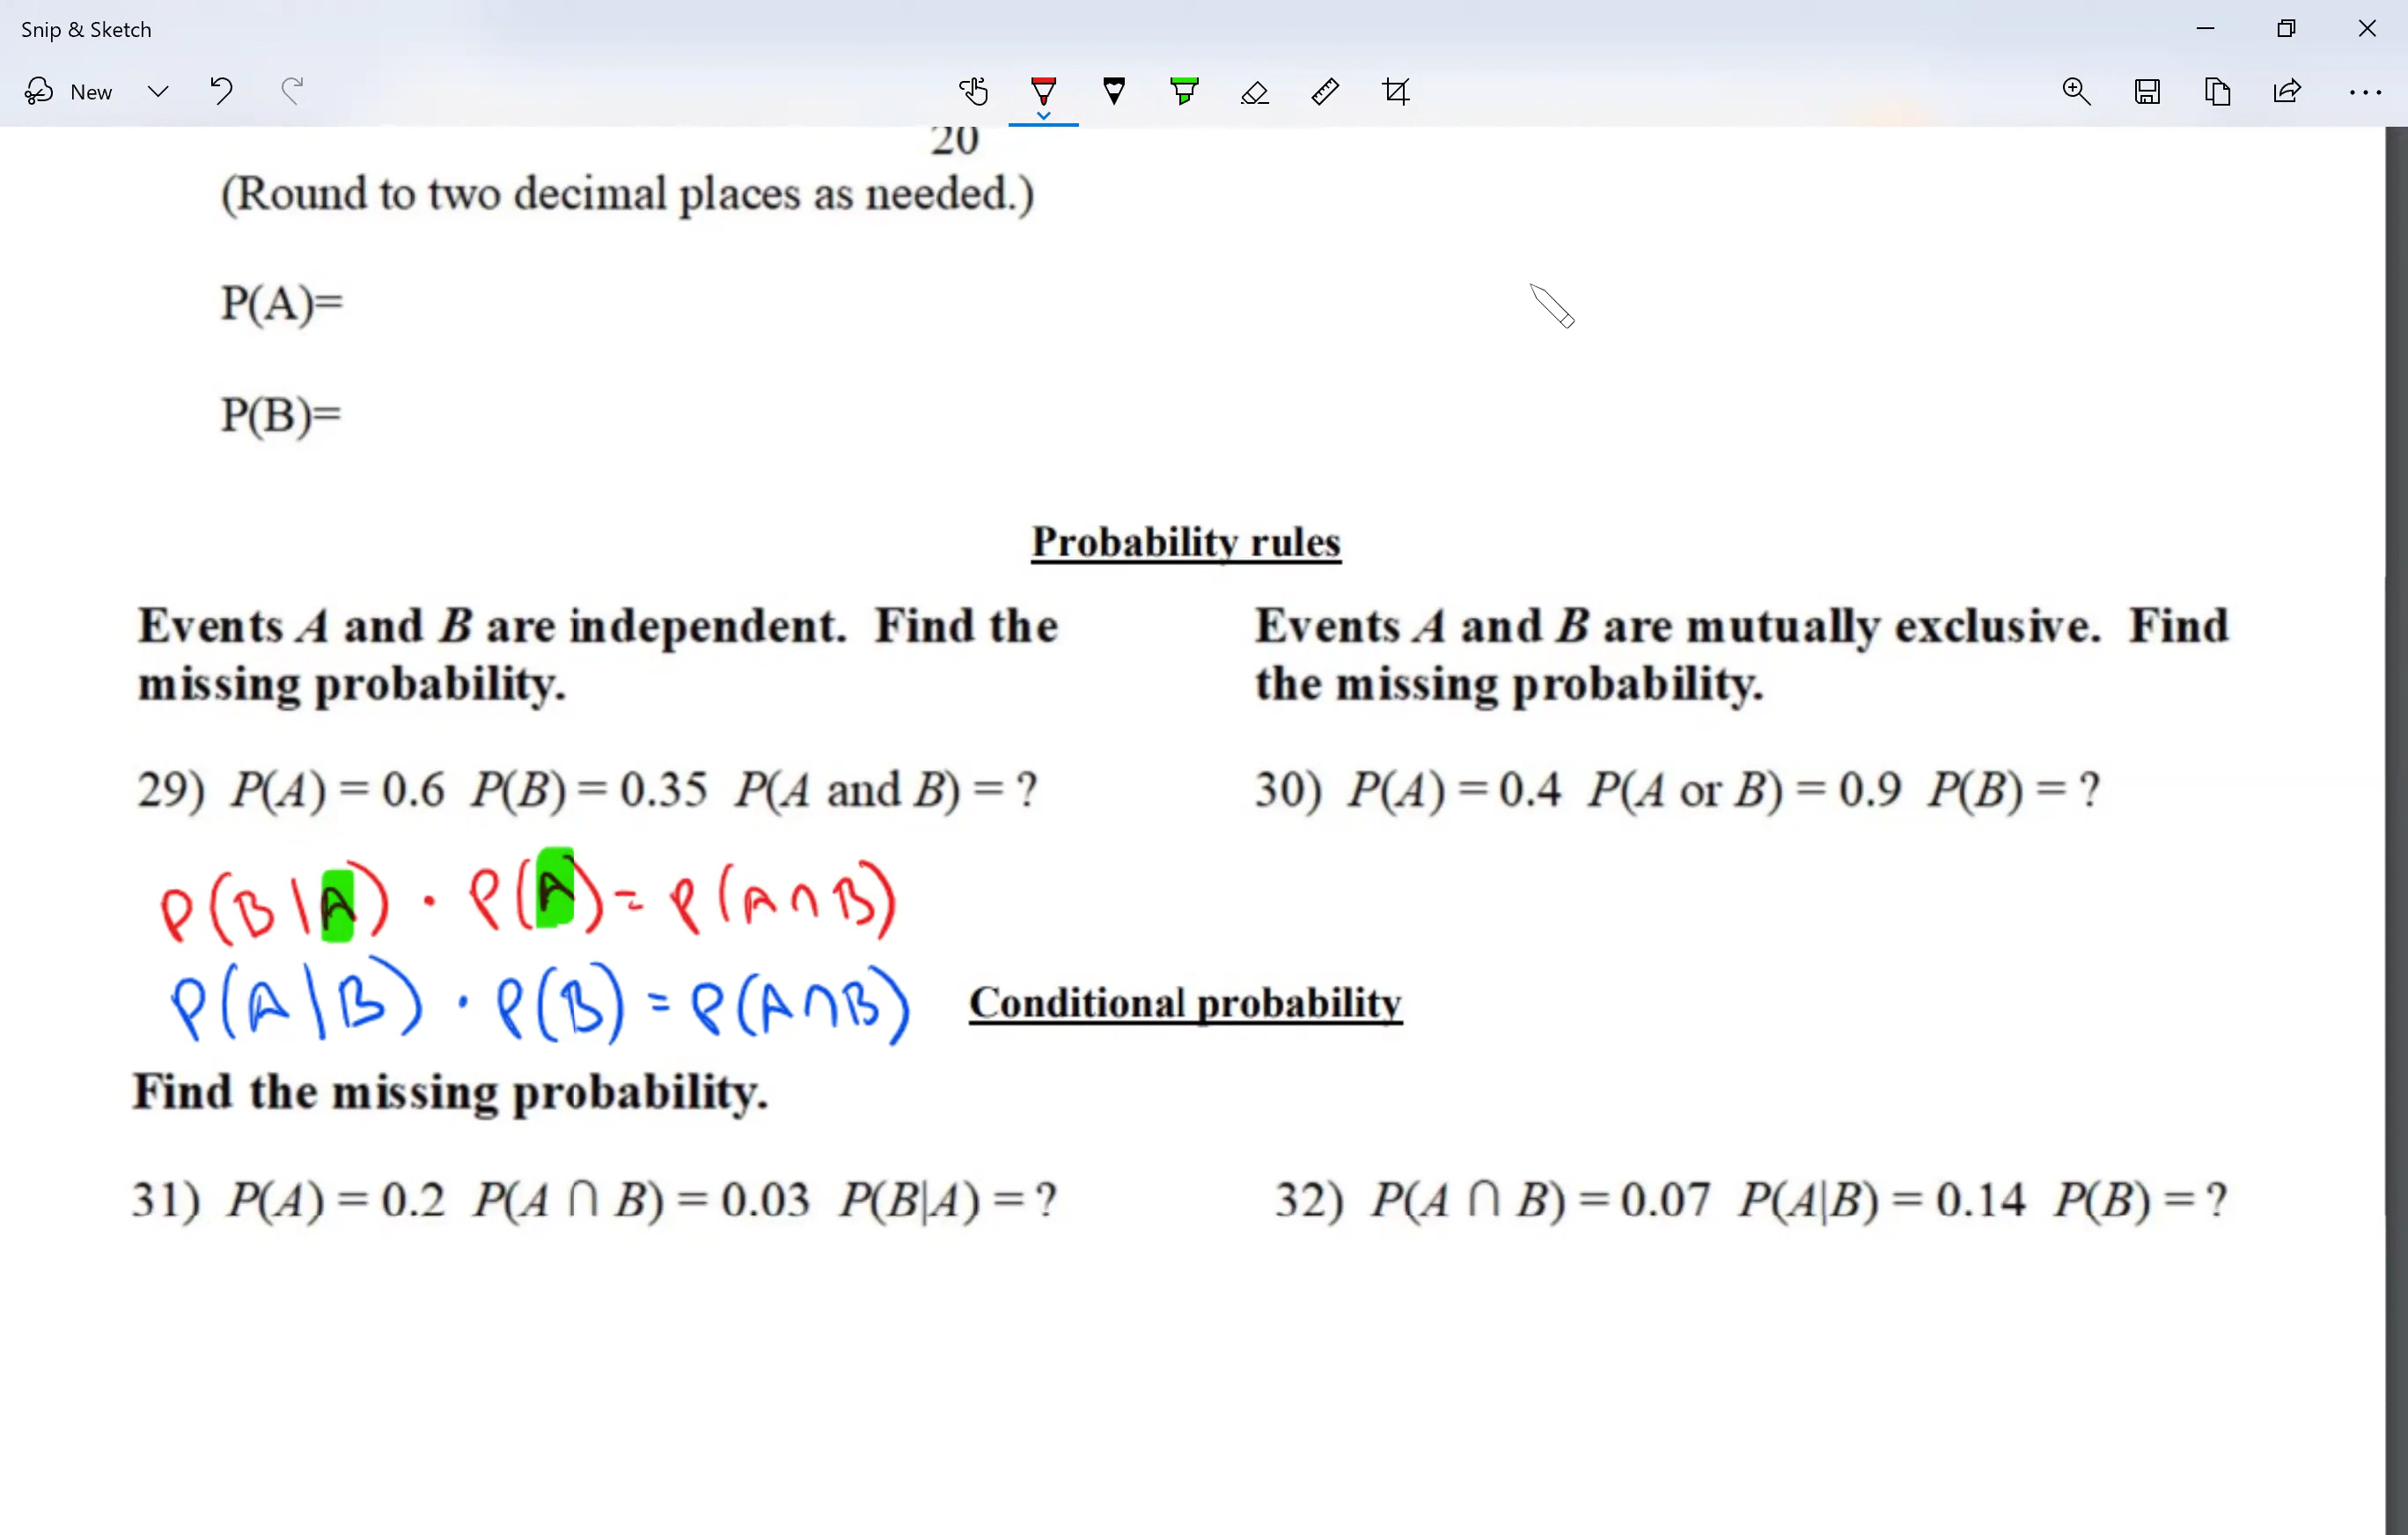 Snip & Sketch
New
20
(Round to two decimal places as needed.)
P(A)=
P(B)=
Probability rules
Events A and B are independent. Find the
missing probability.
29) P(A) = 0.6 P(B) = 0.35 P(A and B) = ?
P(B|A) · P(A) = P(A∩B)
P(A|B) · P(B) = P(A∩B)
Events A and B are mutually exclusive. Find
the missing probability.
30) P(A) = 0.4 P(A or B) = 0.9 P(B) = ?
Conditional probability
Find the missing probability.
31) P(A) = 0.2 P(A ∩ B) = 0.03 P(B|A) = ?
32) P(A ∩ B) = 0.07 P(A|B) = 0.14 P(B) = ?